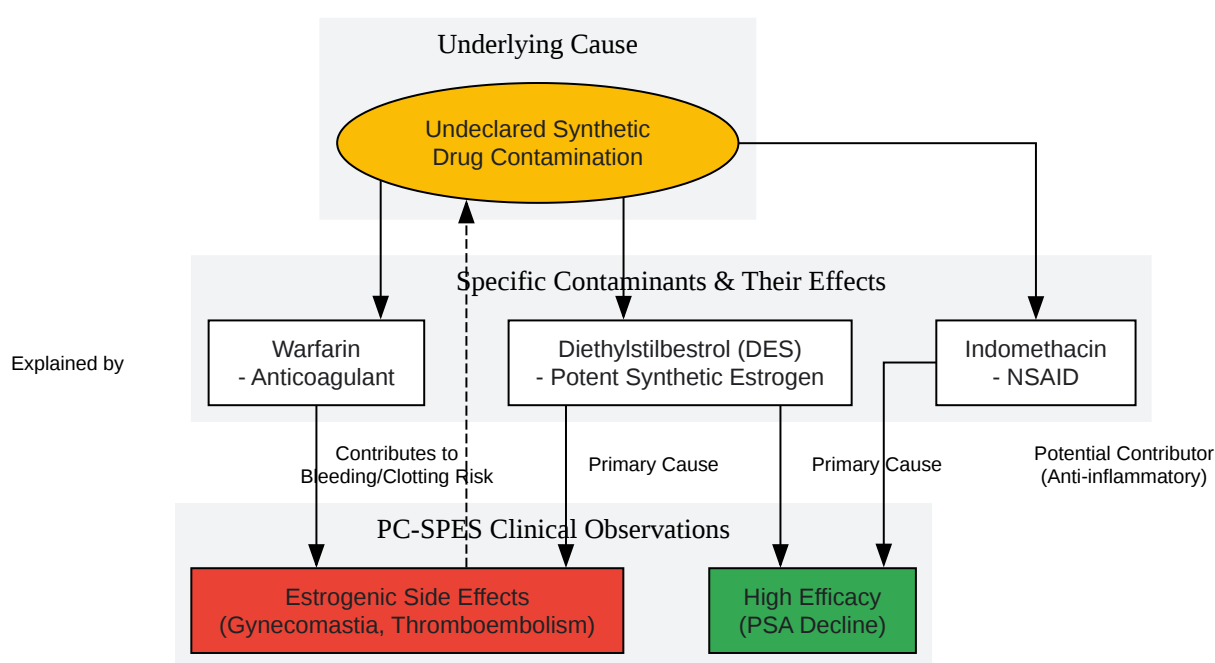 Underlying Cause
Undeclared Synthetic
Drug Contamination
Specific Contaminants & Their Effects
Warfarin
- Anticoagulant
Diethylstilbestrol (DES)
- Potent Synthetic Estrogen
Indomethacin
- NSAID
Explained by
Contributes to
Bleeding/Clotting Risk
Primary Cause
Primary Cause
Potential Contributor
(Anti-inflammatory)
PC-SPES Clinical Observations
Estrogenic Side Effects
(Gynecomastia, Thromboembolism)
High Efficacy
(PSA Decline)